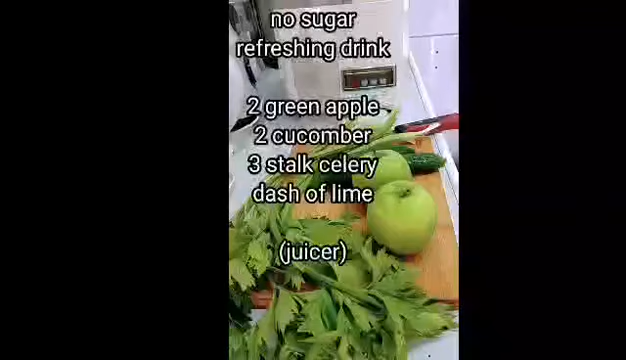 no sugar
refreshing drink
2 green apple
2 cucomber
3 stalk celery
dash of lime
(juicer)